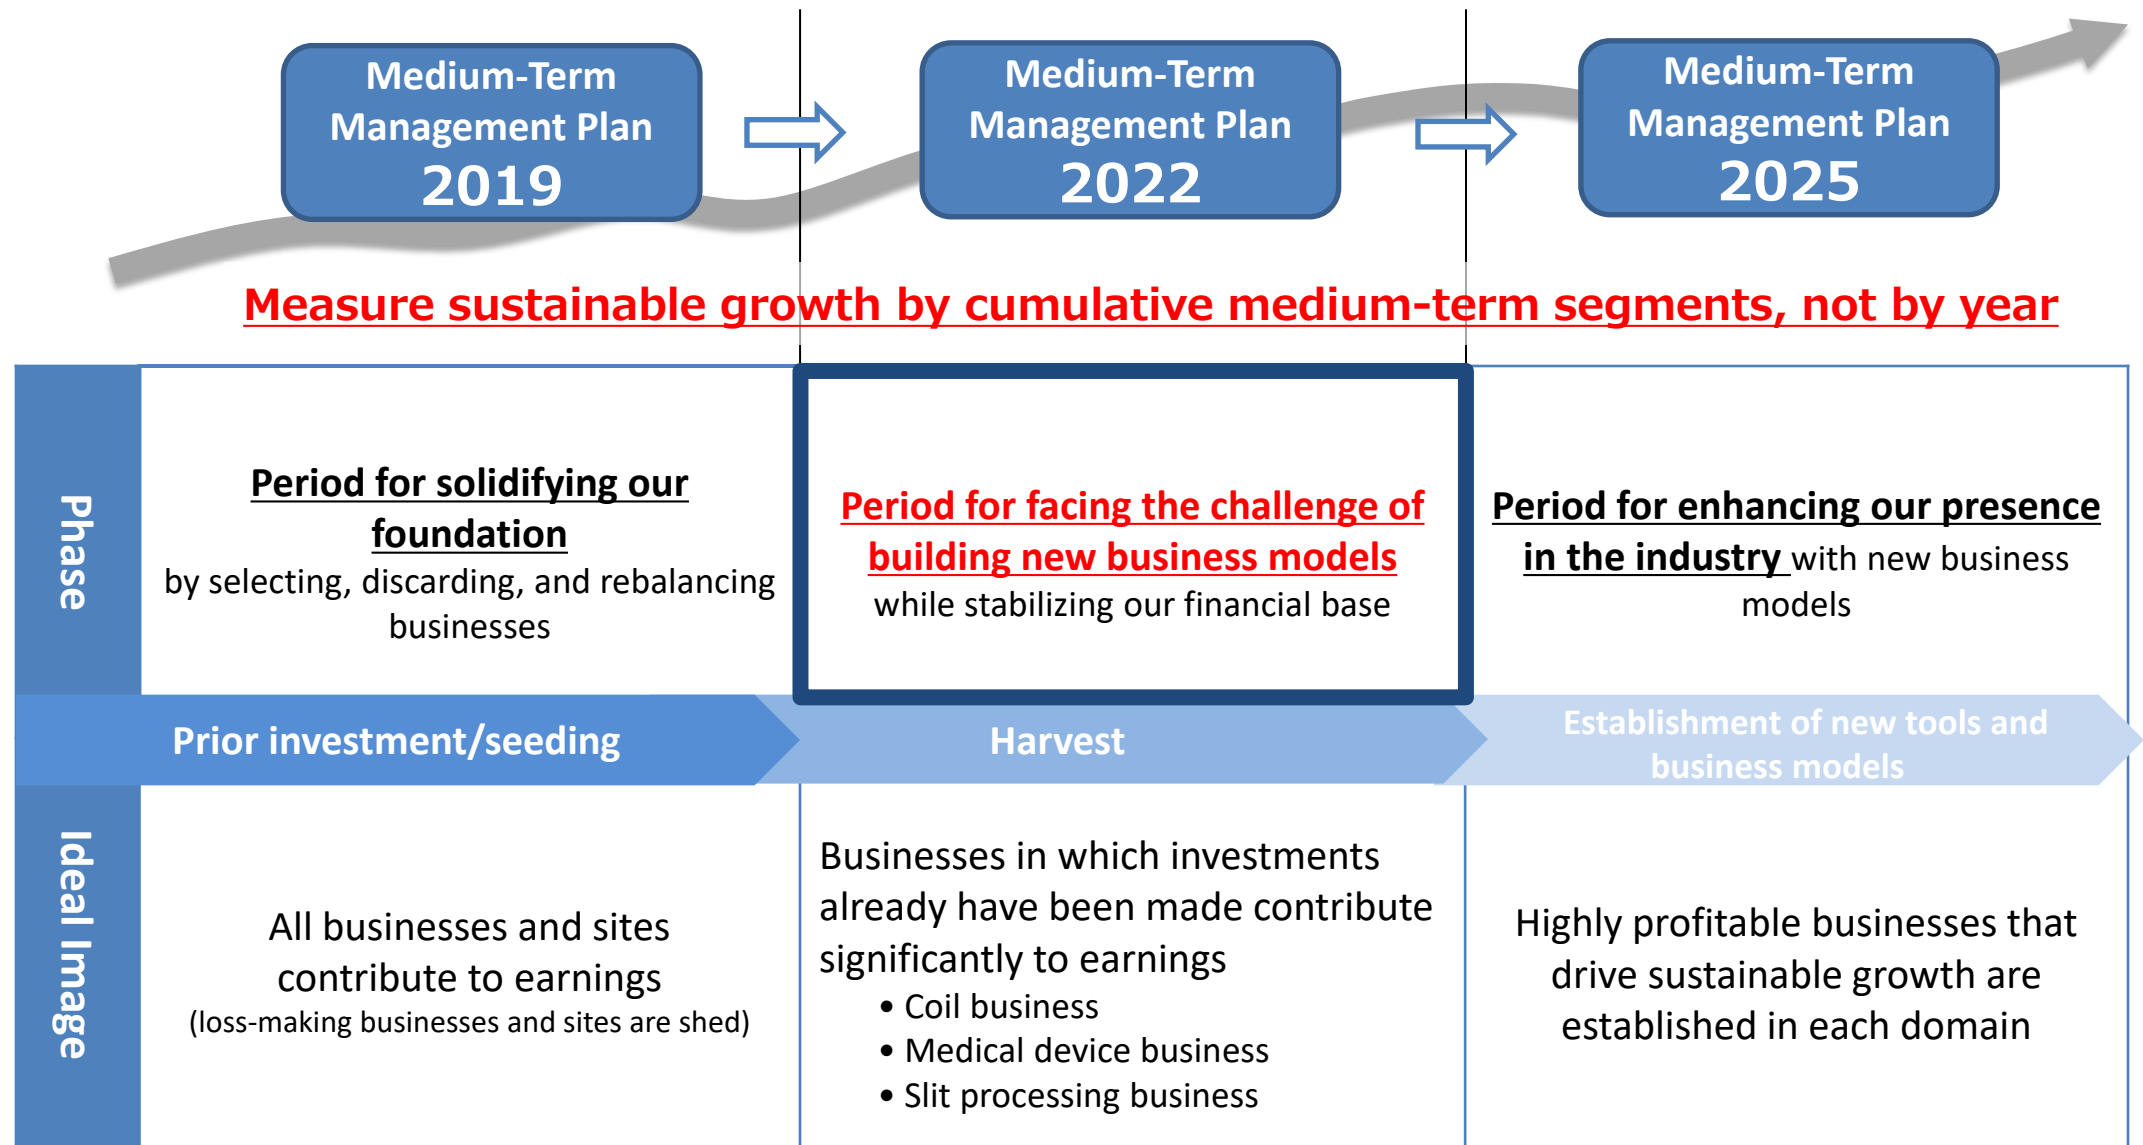 Medium-Term
Management Plan
2019
Medium-Term
Management Plan
2022
Medium-Term
Management Plan
2025
Measure sustainable growth by cumulative medium-term segments, not by year
Phase
Period for solidifying our
foundation
by selecting, discarding, and rebalancing
businesses
Period for facing the challenge of
building new business models
while stabilizing our financial base
Period for enhancing our presence
in the industry with new business
models
Prior investment/seeding
Harvest
Establishment of new tools and
business models
Ideal Image
All businesses and sites
contribute to earnings
(loss-making businesses and sites are shed)
Businesses in which investments
already have been made contribute
significantly to earnings
• Coil business
• Medical device business
• Slit processing business
Highly profitable businesses that
drive sustainable growth are
established in each domain